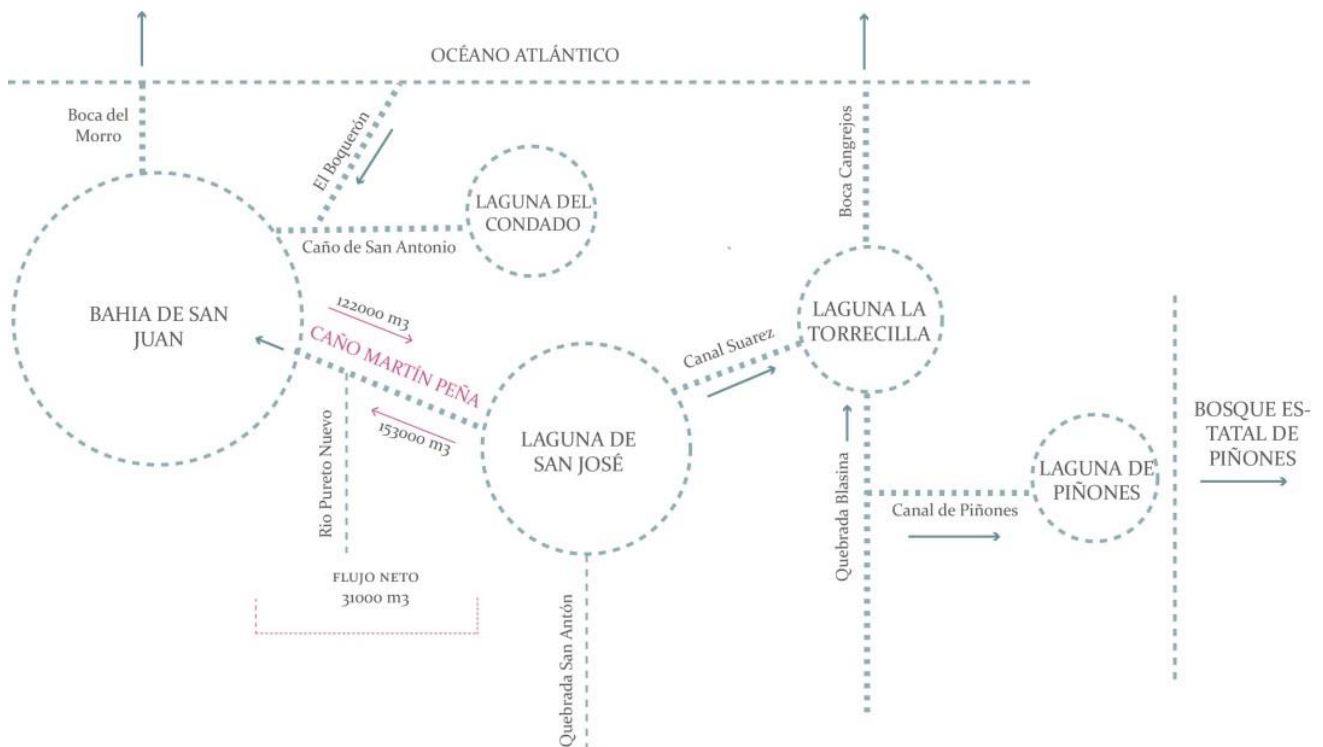 OCÉANO ATLÁNTICO
Boca del
Morro
El Boquerón
Boca Cangrejos
LAGUNA DEL
CONDADO
Caño de San Antonio
BAHIA DE SAN
JUAN
122000 m3
CAÑO MARTÍN PEÑA
153000 m3
LAGUNA LA
TORRECILLA
Canal Suarez
LAGUNA DE
SAN JOSÉ
Rio Pureto Nuevo
Quebrada Blasina
LAGUNA DE
PIÑONES
Canal de Piñones
BOSQUE ES-
TATAL DE
PIÑONES
FLUJO NETO
31000 m3
Quebrada San Antón